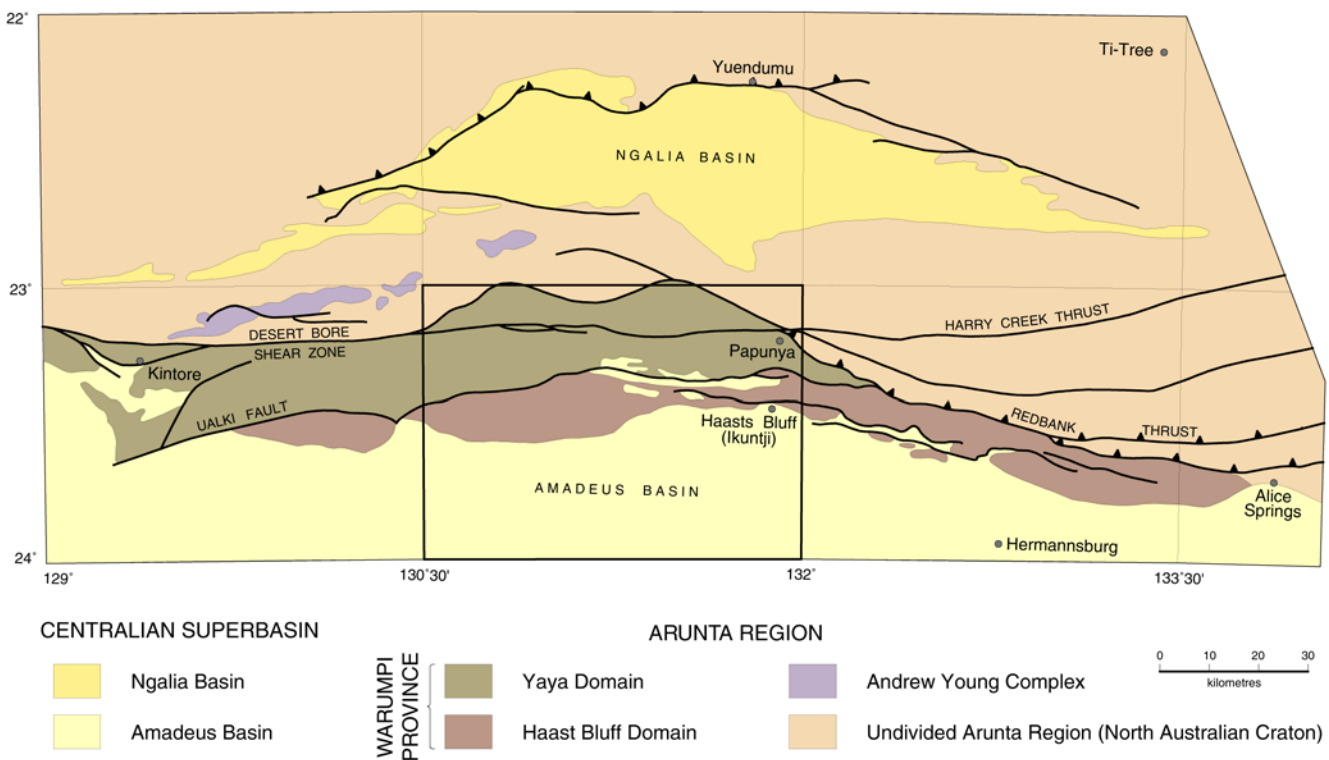 22°
Ti-Tree
Yuendumu
NGALIA BASIN
23°
HARRY CREEK THRUST
DESERT BORE
SHEAR ZONE
Papunya
Kintore
UALKI FAULT
Haasts Bluff
(Ikuntji)
REDBANK THRUST
AMADEUS BASIN
Alice
Springs
Hermannsburg
24°
129°
130°30'
132°
133°30'
CENTRALIAN SUPERBASIN
ARUNTA REGION
0 10 20 30
kilometres
WARUMPI
PROVINCE
Ngalia Basin
Yaya Domain
Andrew Young Complex
Amadeus Basin
Haast Bluff Domain
Undivided Arunta Region (North Australian Craton)